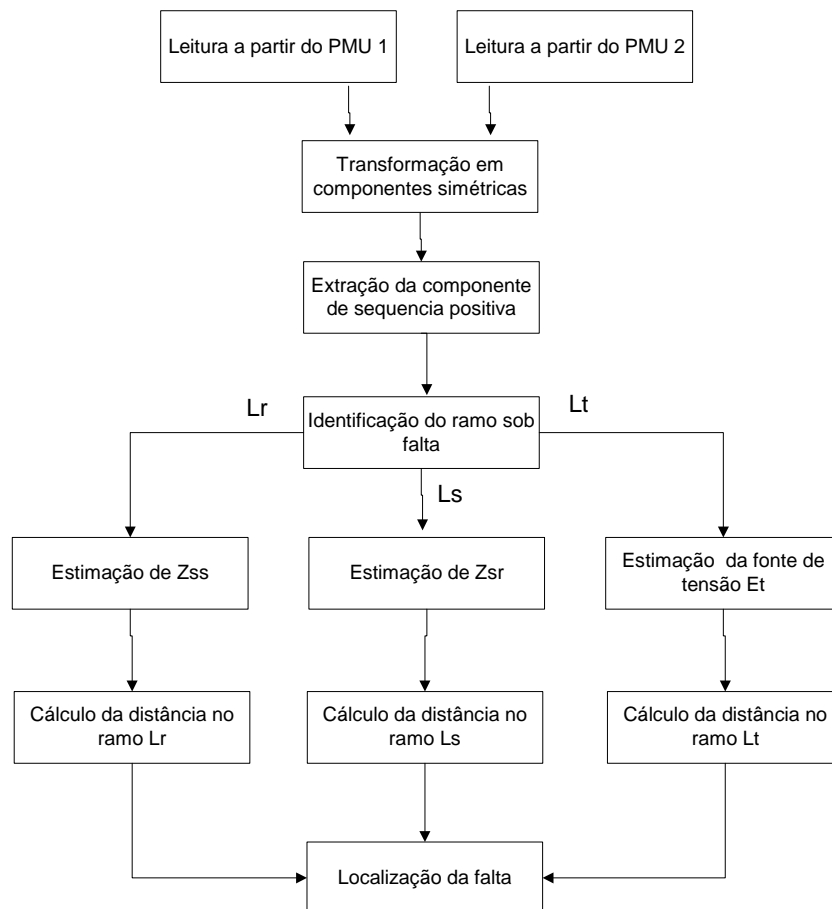 Leitura a partir do PMU 1
Leitura a partir do PMU 2
Transformação em
componentes simétricas
Extração da componente
de sequencia positiva
Identificação do ramo sob
falta
Lr
Lt
Ls
Estimação de Zss
Estimação de Zsr
Estimação da fonte de
tensão Et
Cálculo da distância no
ramo Lr
Cálculo da distância no
ramo Ls
Cálculo da distância no
ramo Lt
Localização da falta